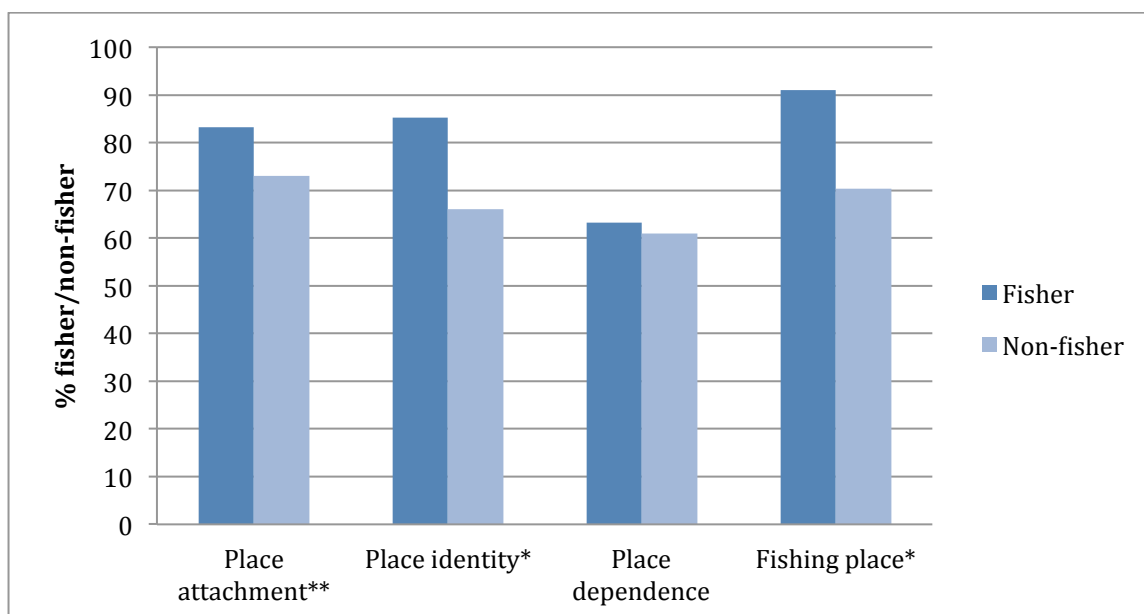 100
90
80
70
60
50
40
30
20
10
0
% fisher/non-fisher
Place attachment**
Place identity*
Place dependence
Fishing place*
Fisher
Non-fisher